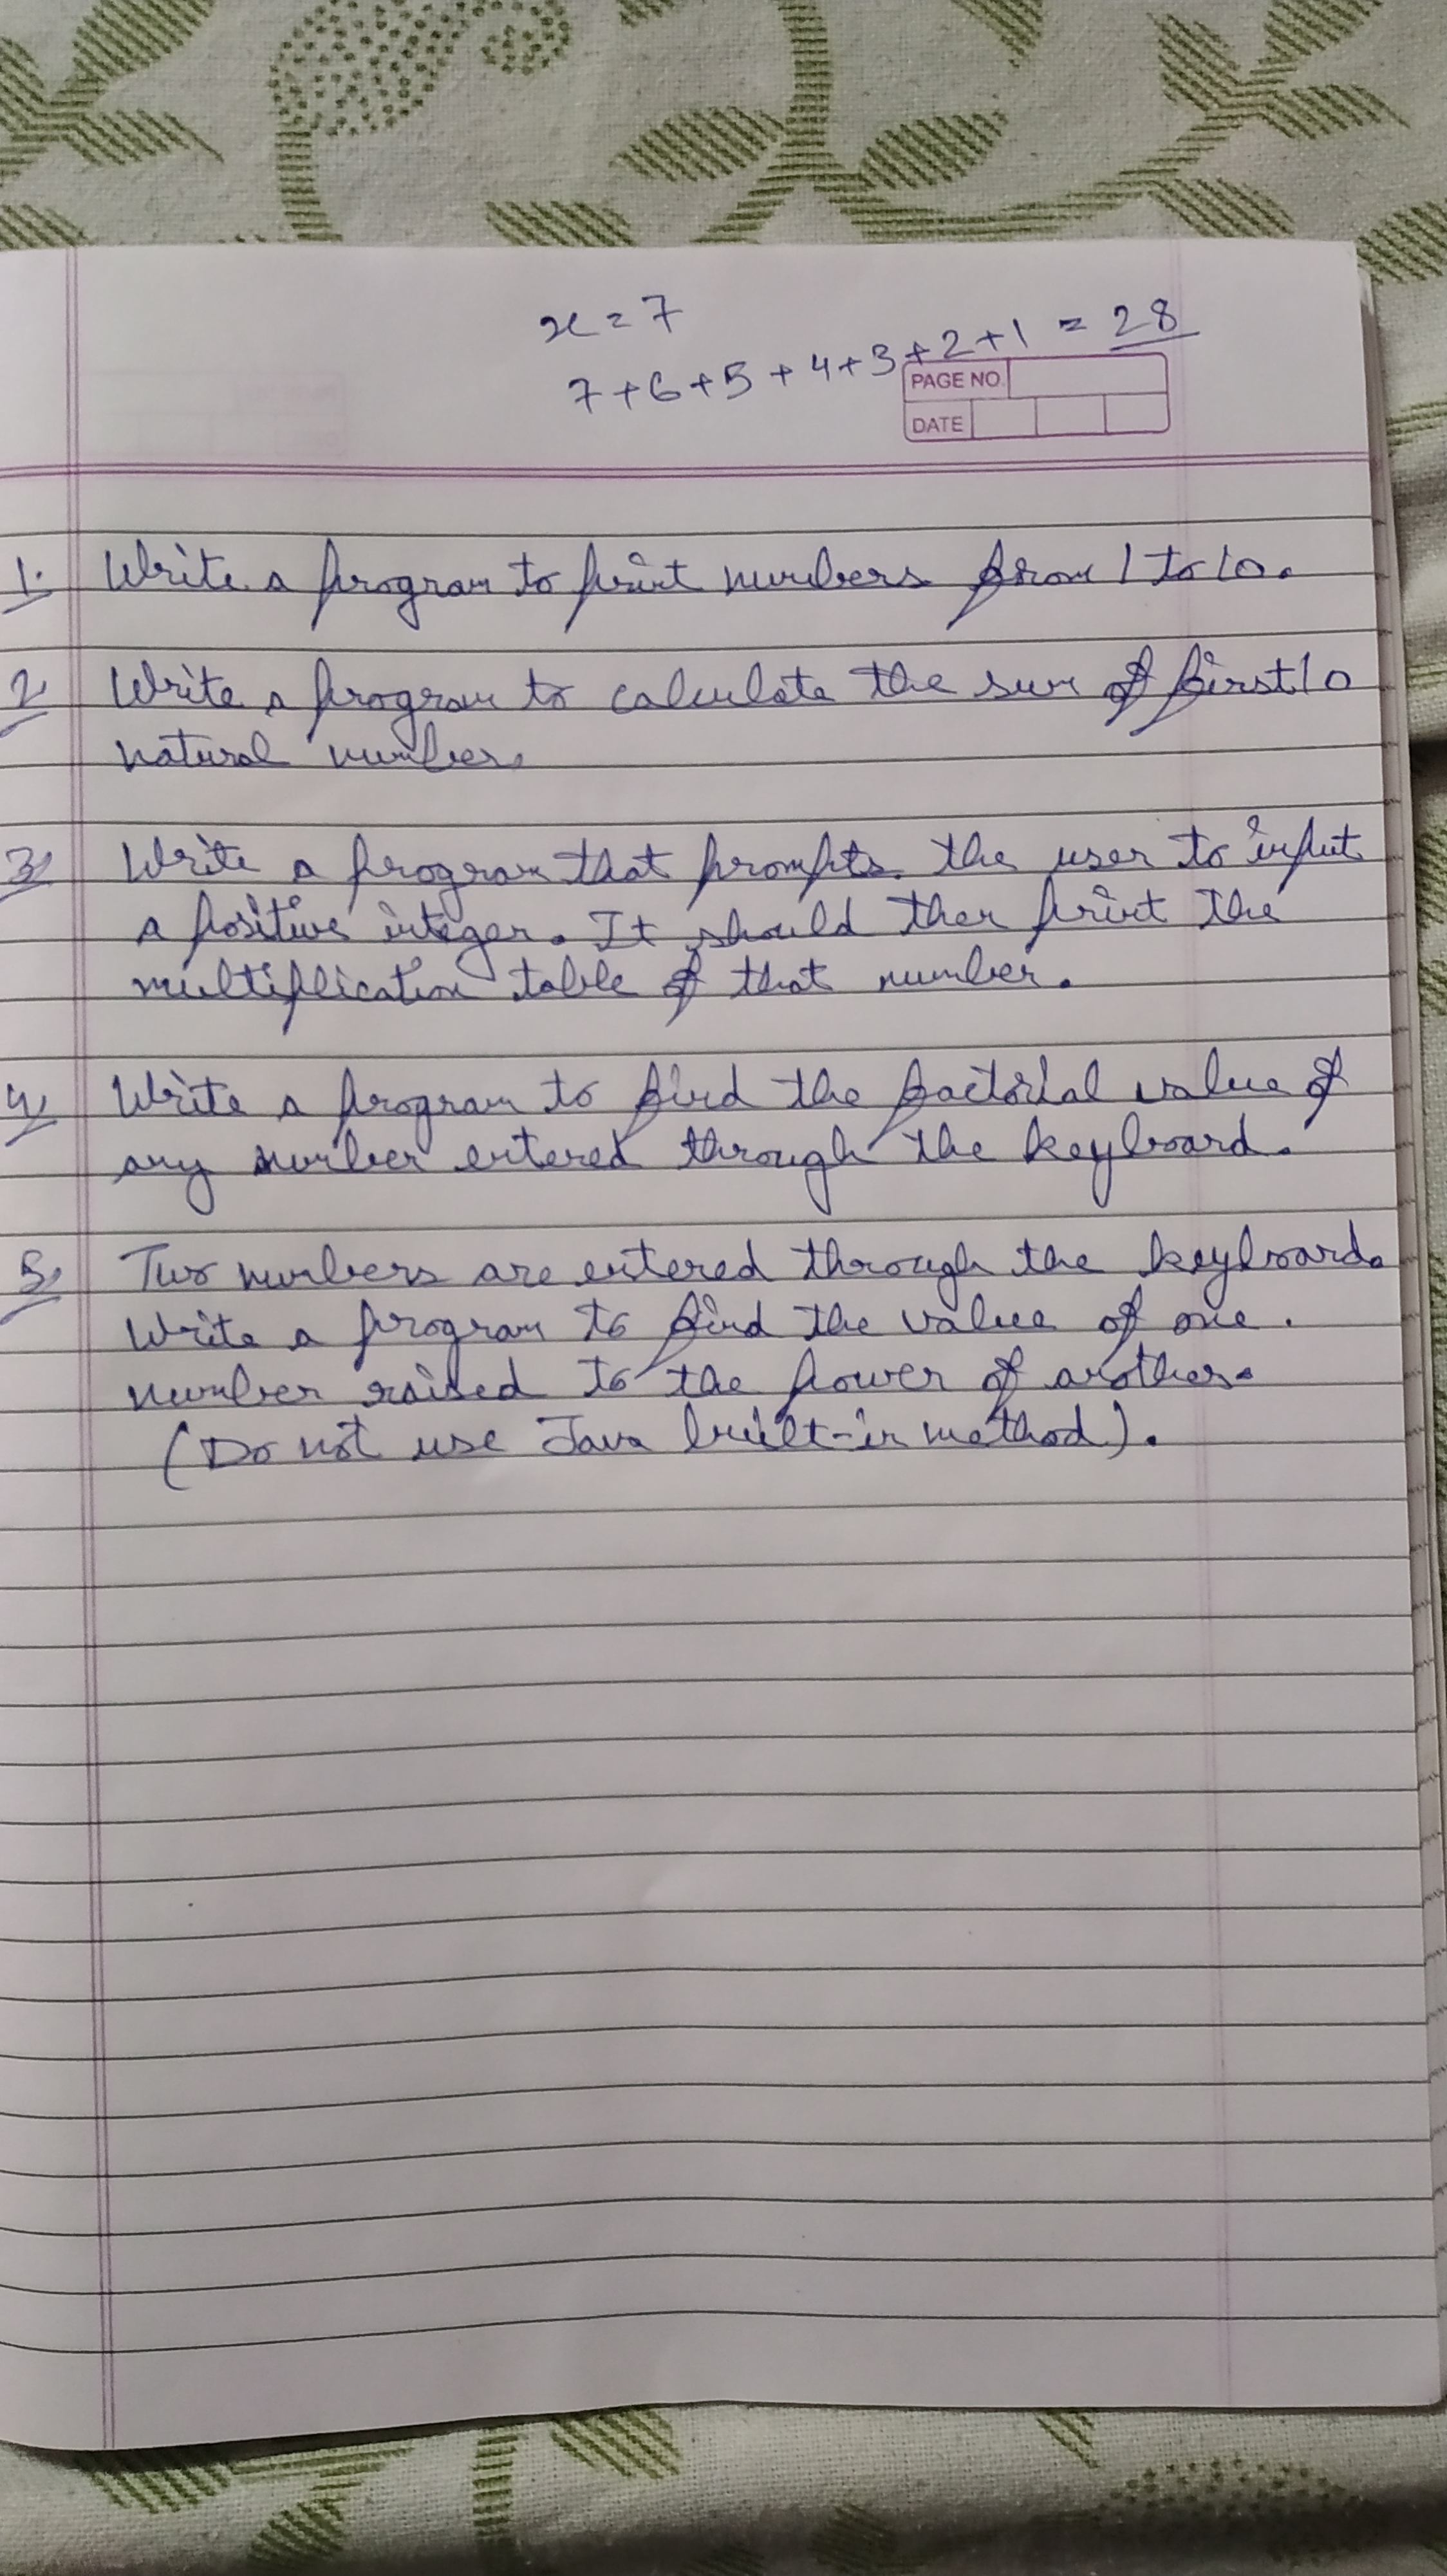 x = 7
7+6+5+4+3+2+1 = 28
PAGE NO.
DATE
1. Write a program to print numbers from 1 to 10.
2 Write a program to calculate the sum of first 10
natural number.
3 Write a program that prompts the user to input
a positive integer. It should then print the
multiplication table of that number.
4 Write a program to find the factorial value of
any number entered through the keyboard.
5 Two numbers are entered through the keyboard.
Write a program to find the value of one.
number raised to the power of another.
(Do not use Java built-in method).